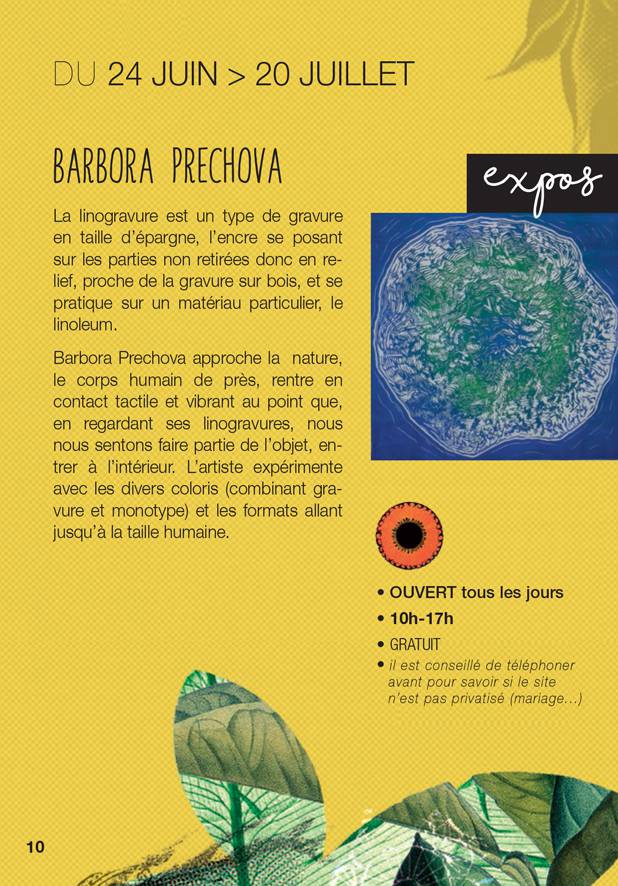 DU 24 JUIN > 20 JUILLET
BARBORA PRECHOVA
expos
La linogravure est un type de gravure
en taille d'épargne, l'encre se posant
sur les parties non retirées donc en re-
lief, proche de la gravure sur bois, et se
pratique sur un matériau particulier, le
linoleum.
Barbora Prechova approche la nature,
le corps humain de près, rentre en
contact tactile et vibrant au point que,
en regardant ses linogravures, nous
nous sentons faire partie de l'objet, en-
trer à l'intérieur. L'artiste expérimente
avec les divers coloris (combinant gra-
vure et monotype) et les formats allant
jusqu'à la taille humaine.
• OUVERT tous les jours
• 10h-17h
• GRATUIT
• il est conseillé de téléphoner
avant pour savoir si le site
n'est pas privatisé (mariage...)
10